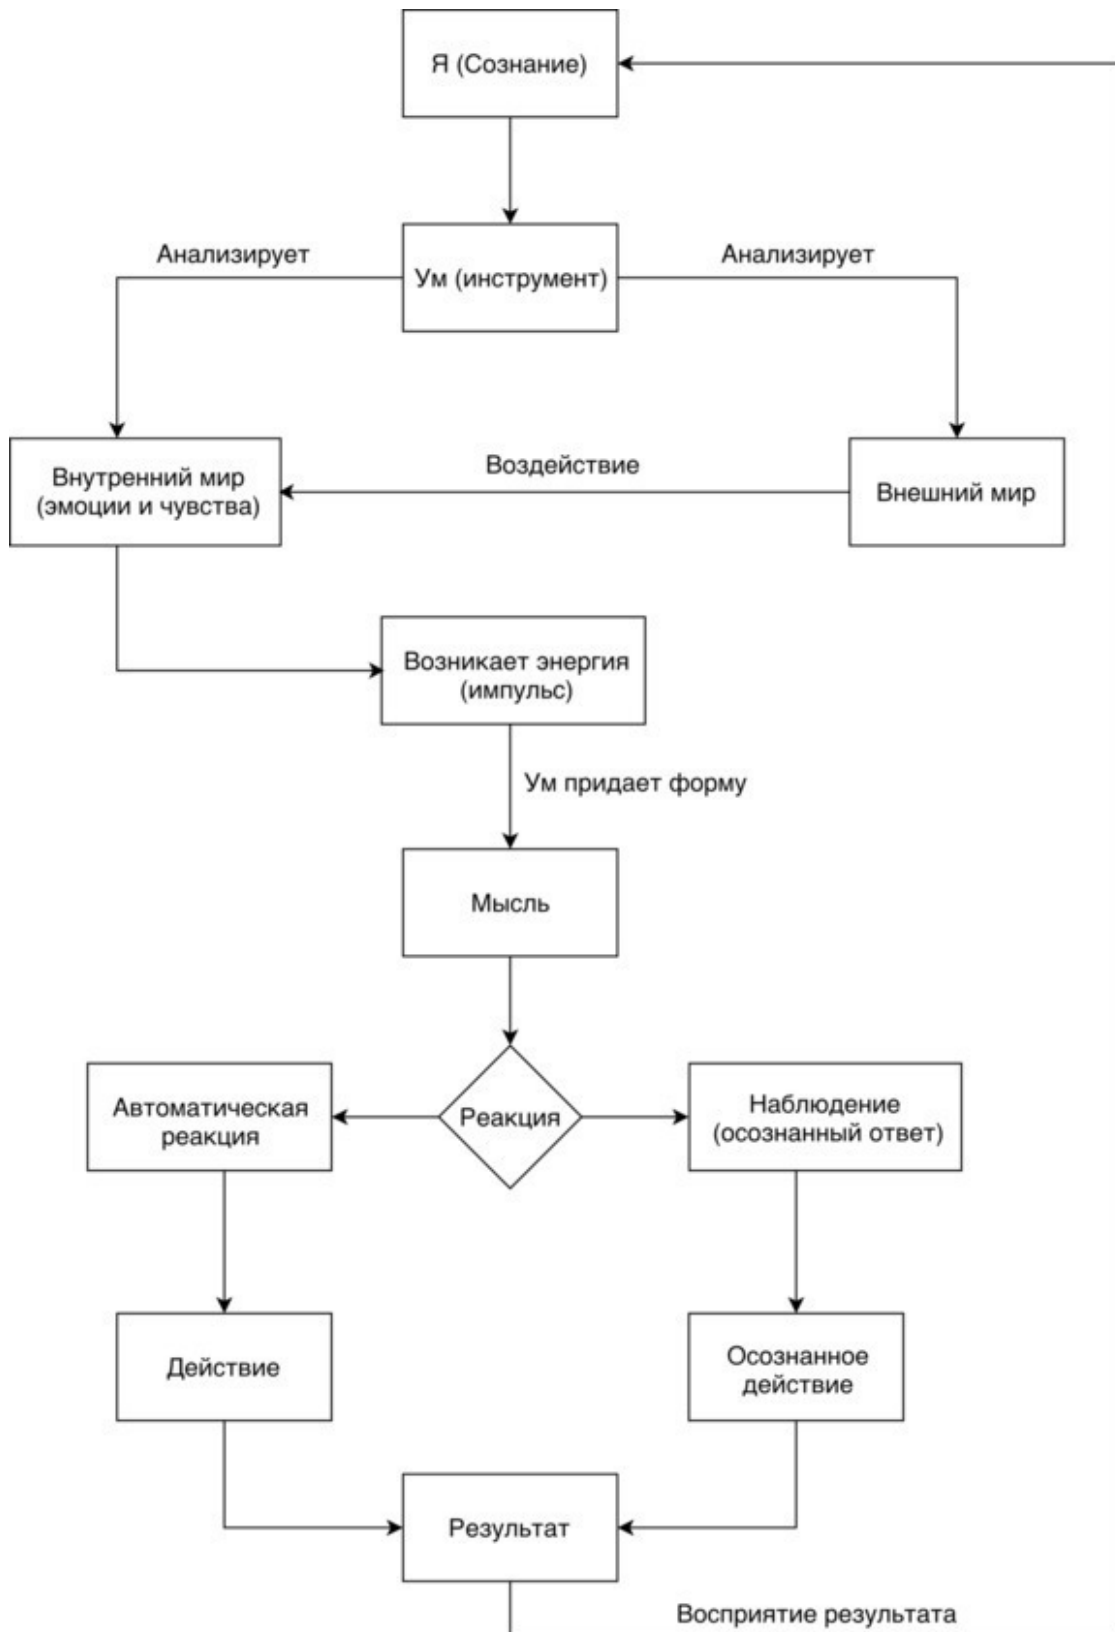 Я (Сознание)
Анализирует
Ум (инструмент)
Анализирует
Внутренний мир
(эмоции и чувства)
Воздействие
Внешний мир
Возникает энергия
(импульс)
Ум придает форму
Мысль
Автоматическая
реакция
Реакция
Наблюдение
(осознанный ответ)
Действие
Осознанное
действие
Результат
Восприятие результата